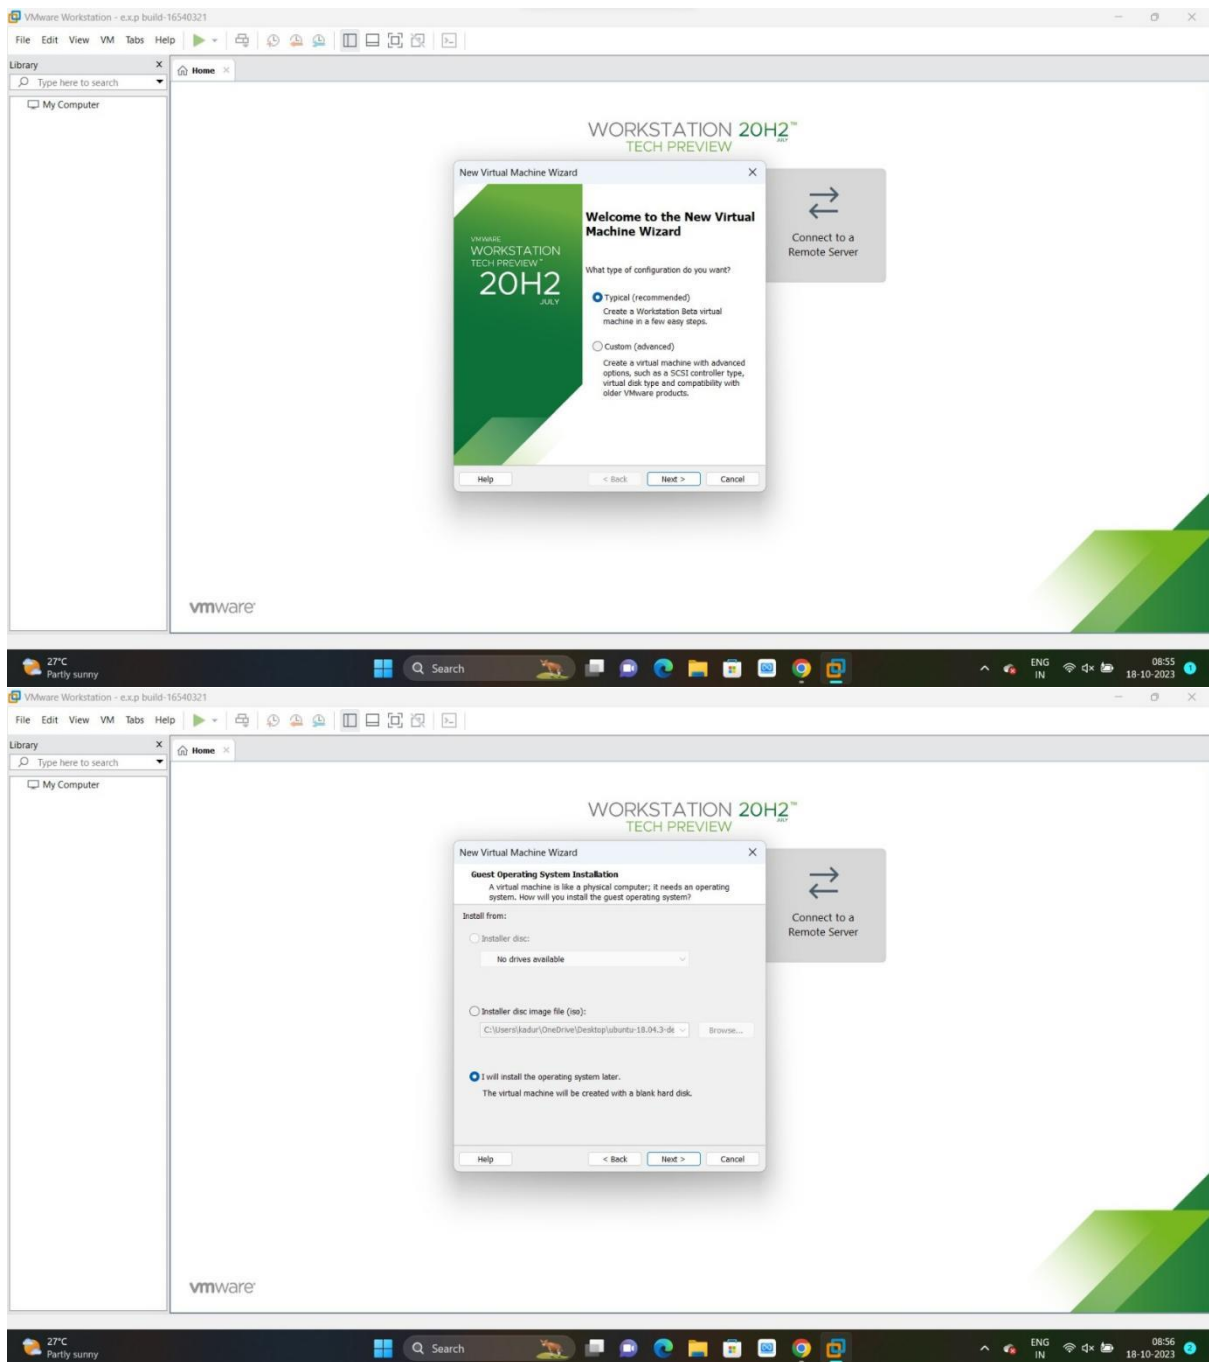 VMware Workstation - e.x.p build-16540321
File Edit View VM Tabs Help
Library X
Home
Type here to search
My Computer
WORKSTATION 20H2™
JULY
TECH PREVIEW
New Virtual Machine Wizard
VMWARE
WORKSTATION
TECH PREVIEW™
20H2
JULY
Welcome to the New Virtual
Machine Wizard
What type of configuration do you want?
Typical (recommended)
Create a Workstation Beta virtual
machine in a few easy steps.
Custom (advanced)
Create a virtual machine with advanced
options, such as a SCSI controller type,
virtual disk type and compatibility with
older VMware products.
Help < Back Next > Cancel
Connect to a
Remote Server
vmware
27°C
Partly sunny
Search
ENG
IN
08:55
18-10-2023
1
VMware Workstation - e.x.p build-16540321
File Edit View VM Tabs Help
Library X
Home
Type here to search
My Computer
WORKSTATION 20H2™
JULY
TECH PREVIEW
New Virtual Machine Wizard
Guest Operating System Installation
A virtual machine is like a physical computer; it needs an operating
system. How will you install the guest operating system?
Install from:
Installer disc:
No drives available
Installer disc image file (iso):
C:\Users\kadur\OneDrive\Desktop\ubuntu-18.04.3-de Browse...
I will install the operating system later.
The virtual machine will be created with a blank hard disk.
Help < Back Next > Cancel
Connect to a
Remote Server
vmware
27°C
Partly sunny
Search
ENG
IN
08:56
18-10-2023
2